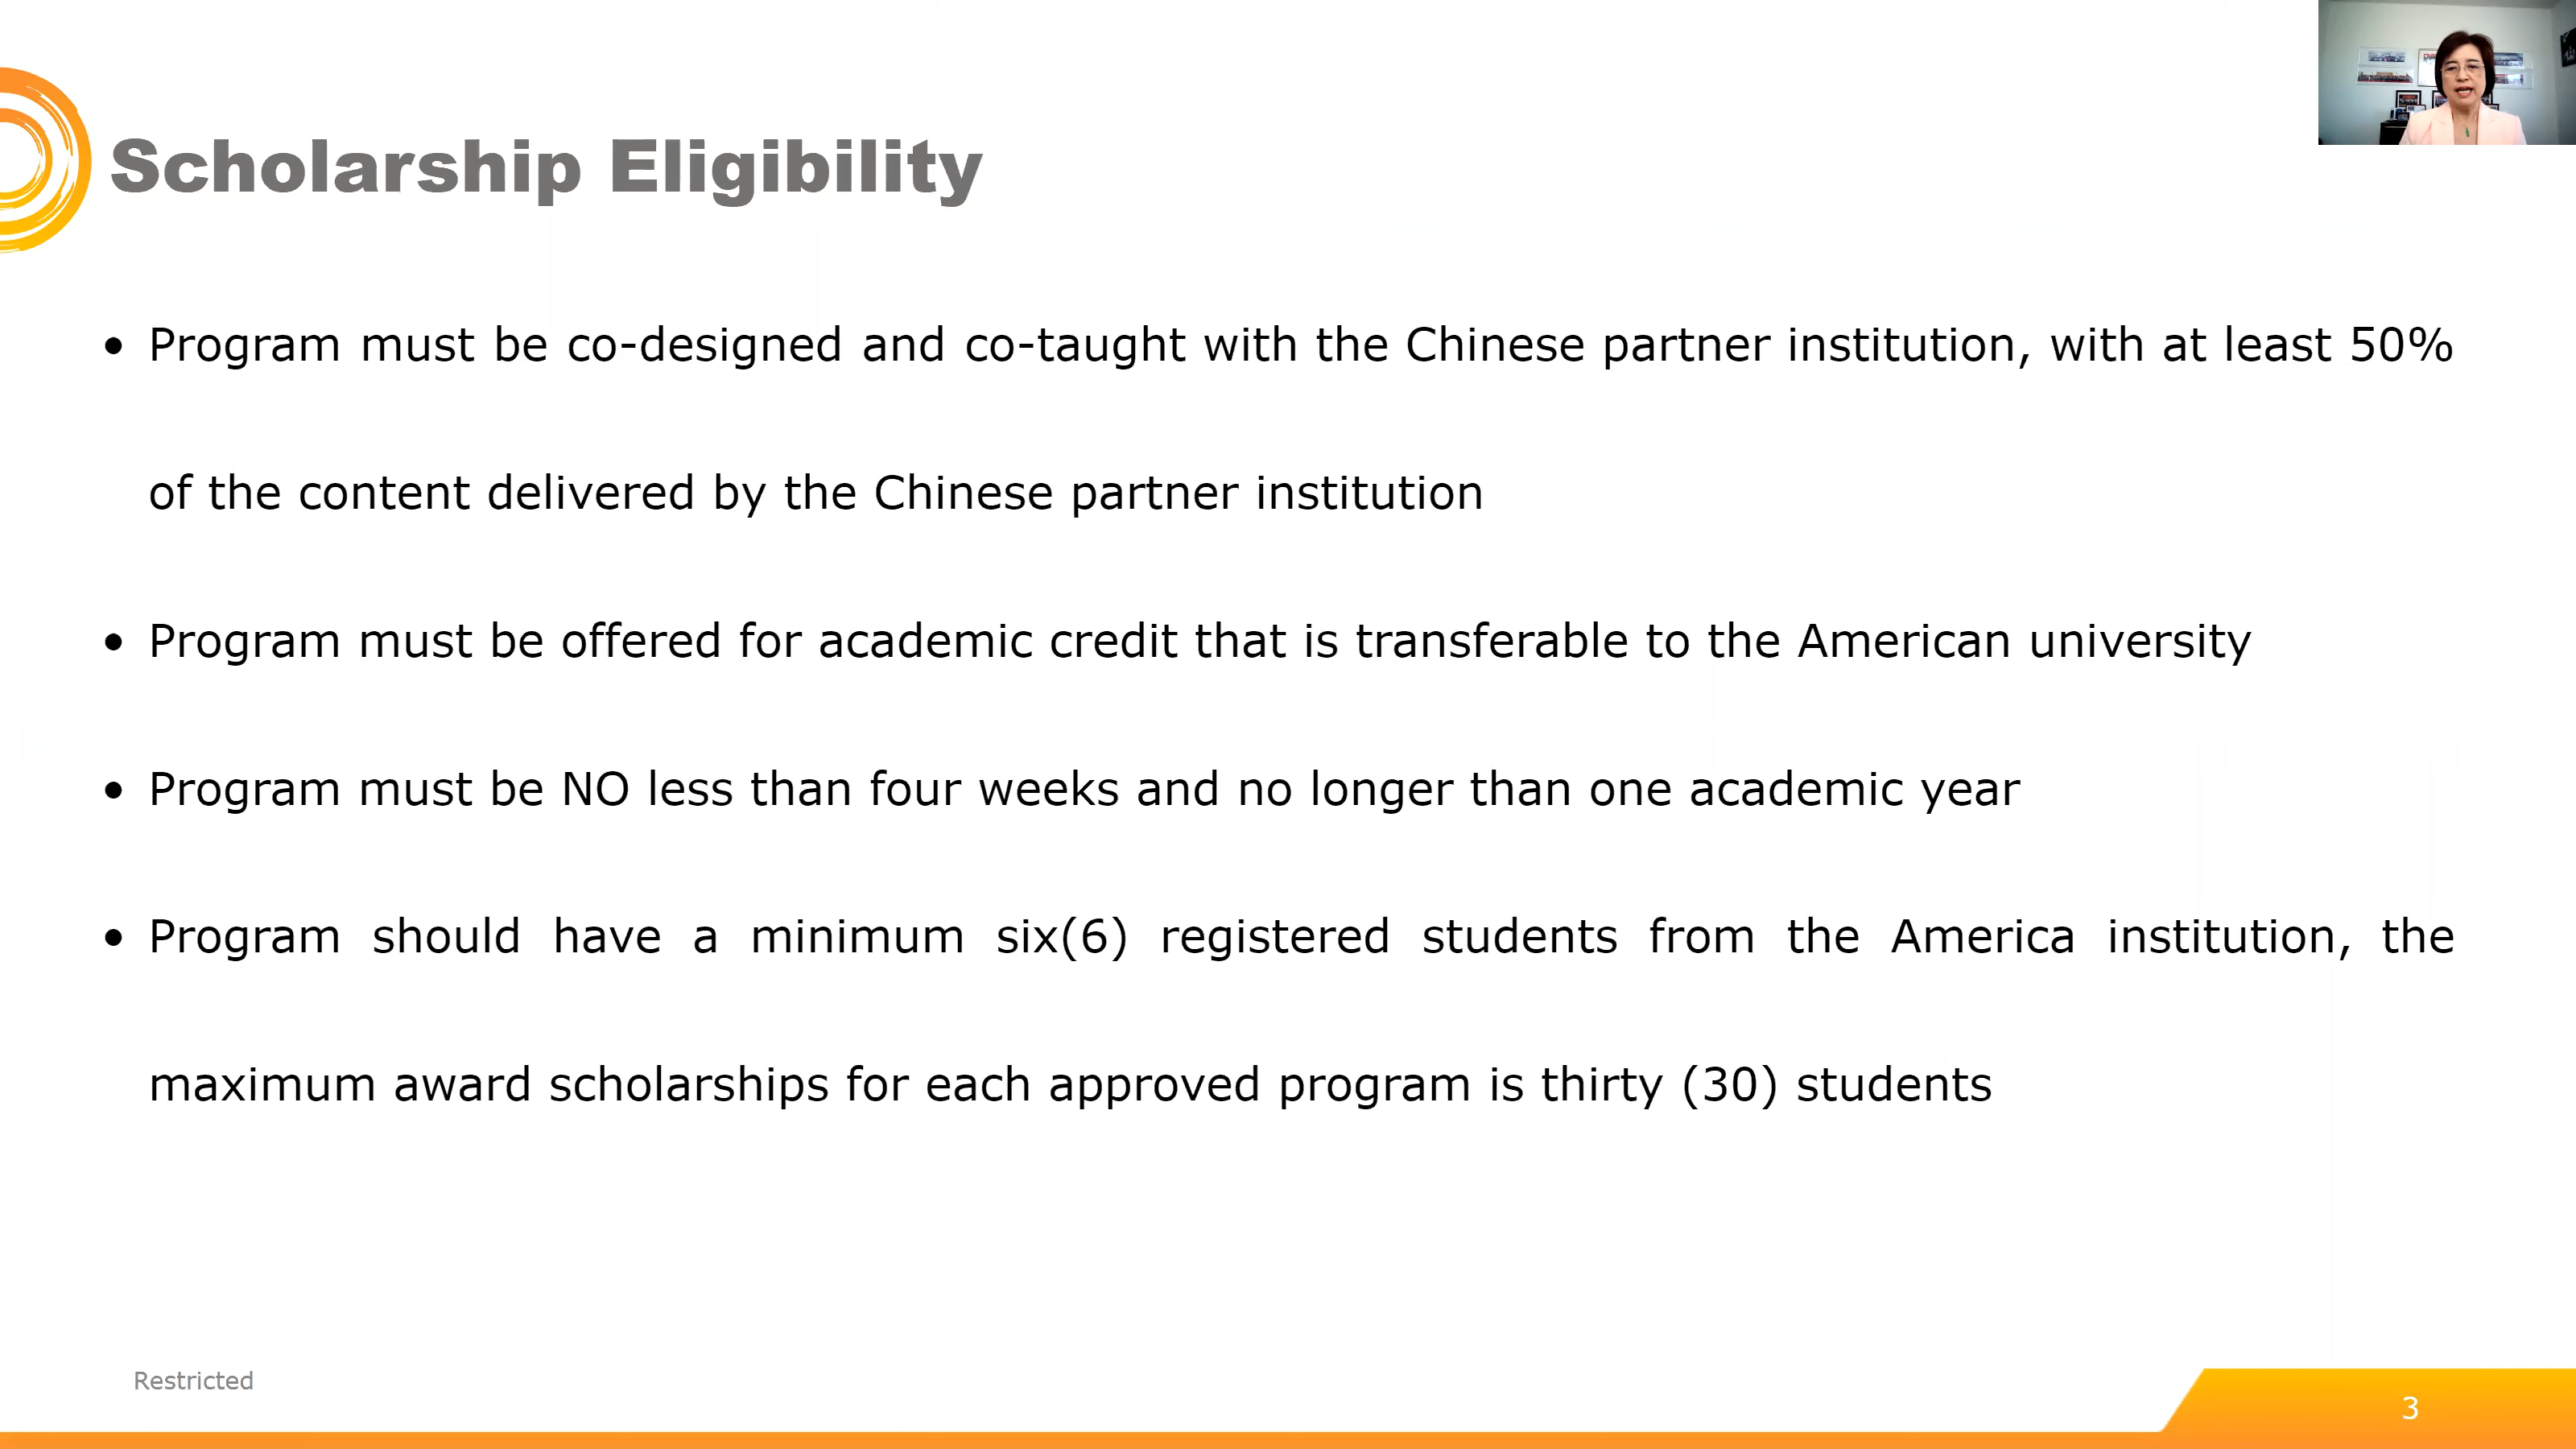 Scholarship Eligibility
• Program must be co-designed and co-taught with the Chinese partner institution, with at least 50%
of the content delivered by the Chinese partner institution
• Program must be offered for academic credit that is transferable to the American university
• Program must be NO less than four weeks and no longer than one academic year
• Program should have a minimum six(6) registered students from the America institution, the
maximum award scholarships for each approved program is thirty (30) students
Restricted
3